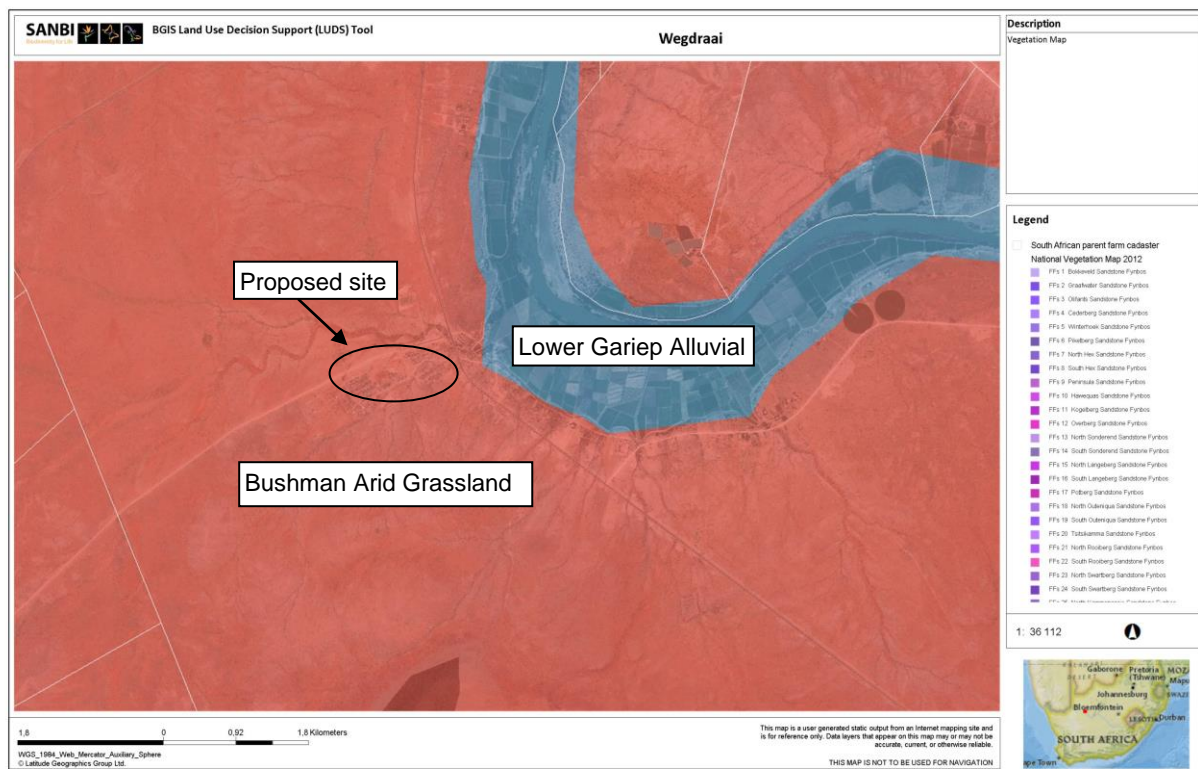 SANBI
Biodiversity for Life
BGIS Land Use Decision Support (LUDS) Tool
Wegdraai
Description
Vegetation Map
Proposed site
Lower Gariep Alluvial
Bushman Arid Grassland
Legend
South African parent farm cadaster
National Vegetation Map 2012
FFs 1 Bokkeveld Sandstone Fynbos
FFs 2 Graafwater Sandstone Fynbos
FFs 3 Olifants Sandstone Fynbos
FFs 4 Cederberg Sandstone Fynbos
FFs 5 Winterhoek Sandstone Fynbos
FFs 6 Piketberg Sandstone Fynbos
FFs 7 North Hex Sandstone Fynbos
FFs 8 South Hex Sandstone Fynbos
FFs 9 Peninsula Sandstone Fynbos
FFs 10 Hawequas Sandstone Fynbos
FFs 11 Kogelberg Sandstone Fynbos
FFs 12 Overberg Sandstone Fynbos
FFs 13 North Sonderend Sandstone Fynbos
FFs 14 South Sonderend Sandstone Fynbos
FFs 15 North Langeberg Sandstone Fynbos
FFs 16 South Langeberg Sandstone Fynbos
FFs 17 Potberg Sandstone Fynbos
FFs 18 North Outeniqua Sandstone Fynbos
FFs 19 South Outeniqua Sandstone Fynbos
FFs 20 Tsitsikamma Sandstone Fynbos
FFs 21 North Rooiberg Sandstone Fynbos
FFs 22 South Rooiberg Sandstone Fynbos
FFs 23 North Swartberg Sandstone Fynbos
FFs 24 South Swartberg Sandstone Fynbos
1: 36 112
Gaborone Pretoria MOZ
DESERT (Tshwane) Mapu
Johannesburg SWAZI
Bloemfontein
LESOTHO Durban
SOUTH AFRICA
ape Town
1,8 0 0,92 1,8 Kilometers
WGS_1984_Web_Mercator_Auxiliary_Sphere
© Latitude Geographics Group Ltd.
This map is a user generated static output from an Internet mapping site and
is for reference only. Data layers that appear on this map may or may not be
accurate, current, or otherwise reliable.
THIS MAP IS NOT TO BE USED FOR NAVIGATION